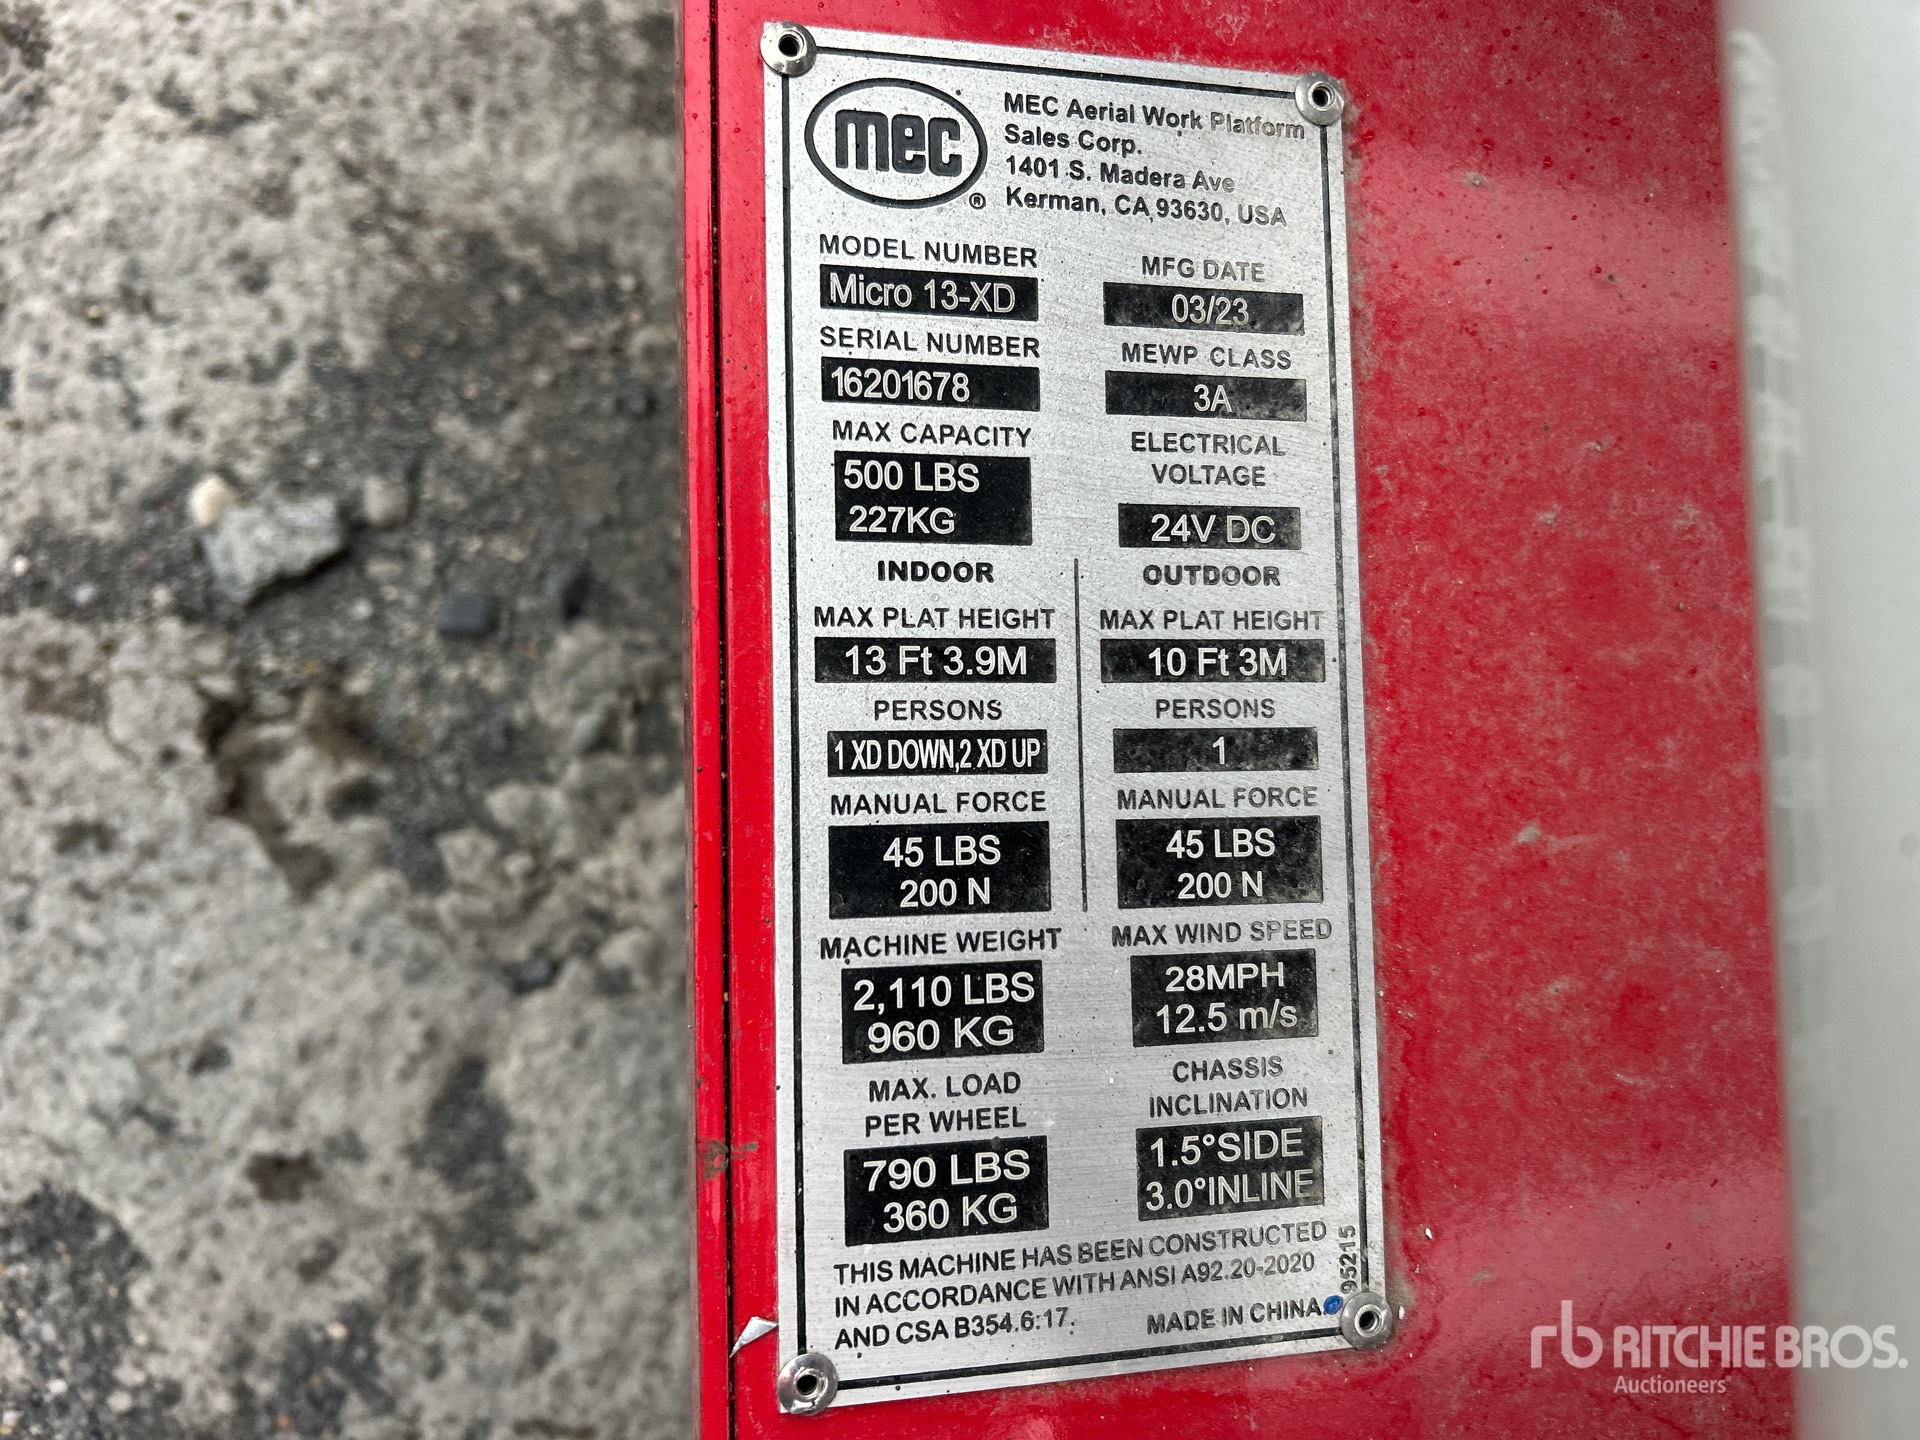 mec
®
MEC Aerial Work Platform
Sales Corp.
1401 S. Madera Ave
Kerman, CA 93630, USA
MODEL NUMBER
Micro 13-XD
MFG DATE
03/23
SERIAL NUMBER
16201678
MEWP CLASS
3A
MAX CAPACITY
500 LBS
227KG
ELECTRICAL
VOLTAGE
24V DC
INDOOR
MAX PLAT HEIGHT
13 Ft 3.9M
PERSONS
1 XD DOWN,2 XD UP
MANUAL FORCE
45 LBS
200 N
OUTDOOR
MAX PLAT HEIGHT
10 Ft 3M
PERSONS
1
MANUAL FORCE
45 LBS
200 N
MACHINE WEIGHT
2,110 LBS
960 KG
MAX WIND SPEED
28MPH
12.5 m/s
MAX. LOAD
PER WHEEL
790 LBS
360 KG
CHASSIS
INCLINATION
1.5°SIDE
3.0°INLINE
THIS MACHINE HAS BEEN CONSTRUCTED
IN ACCORDANCE WITH ANSI A92.20-2020
AND CSA B354.6:17.
MADE IN CHINA.
95215
rb RITCHIE BROS.
Auctioneers